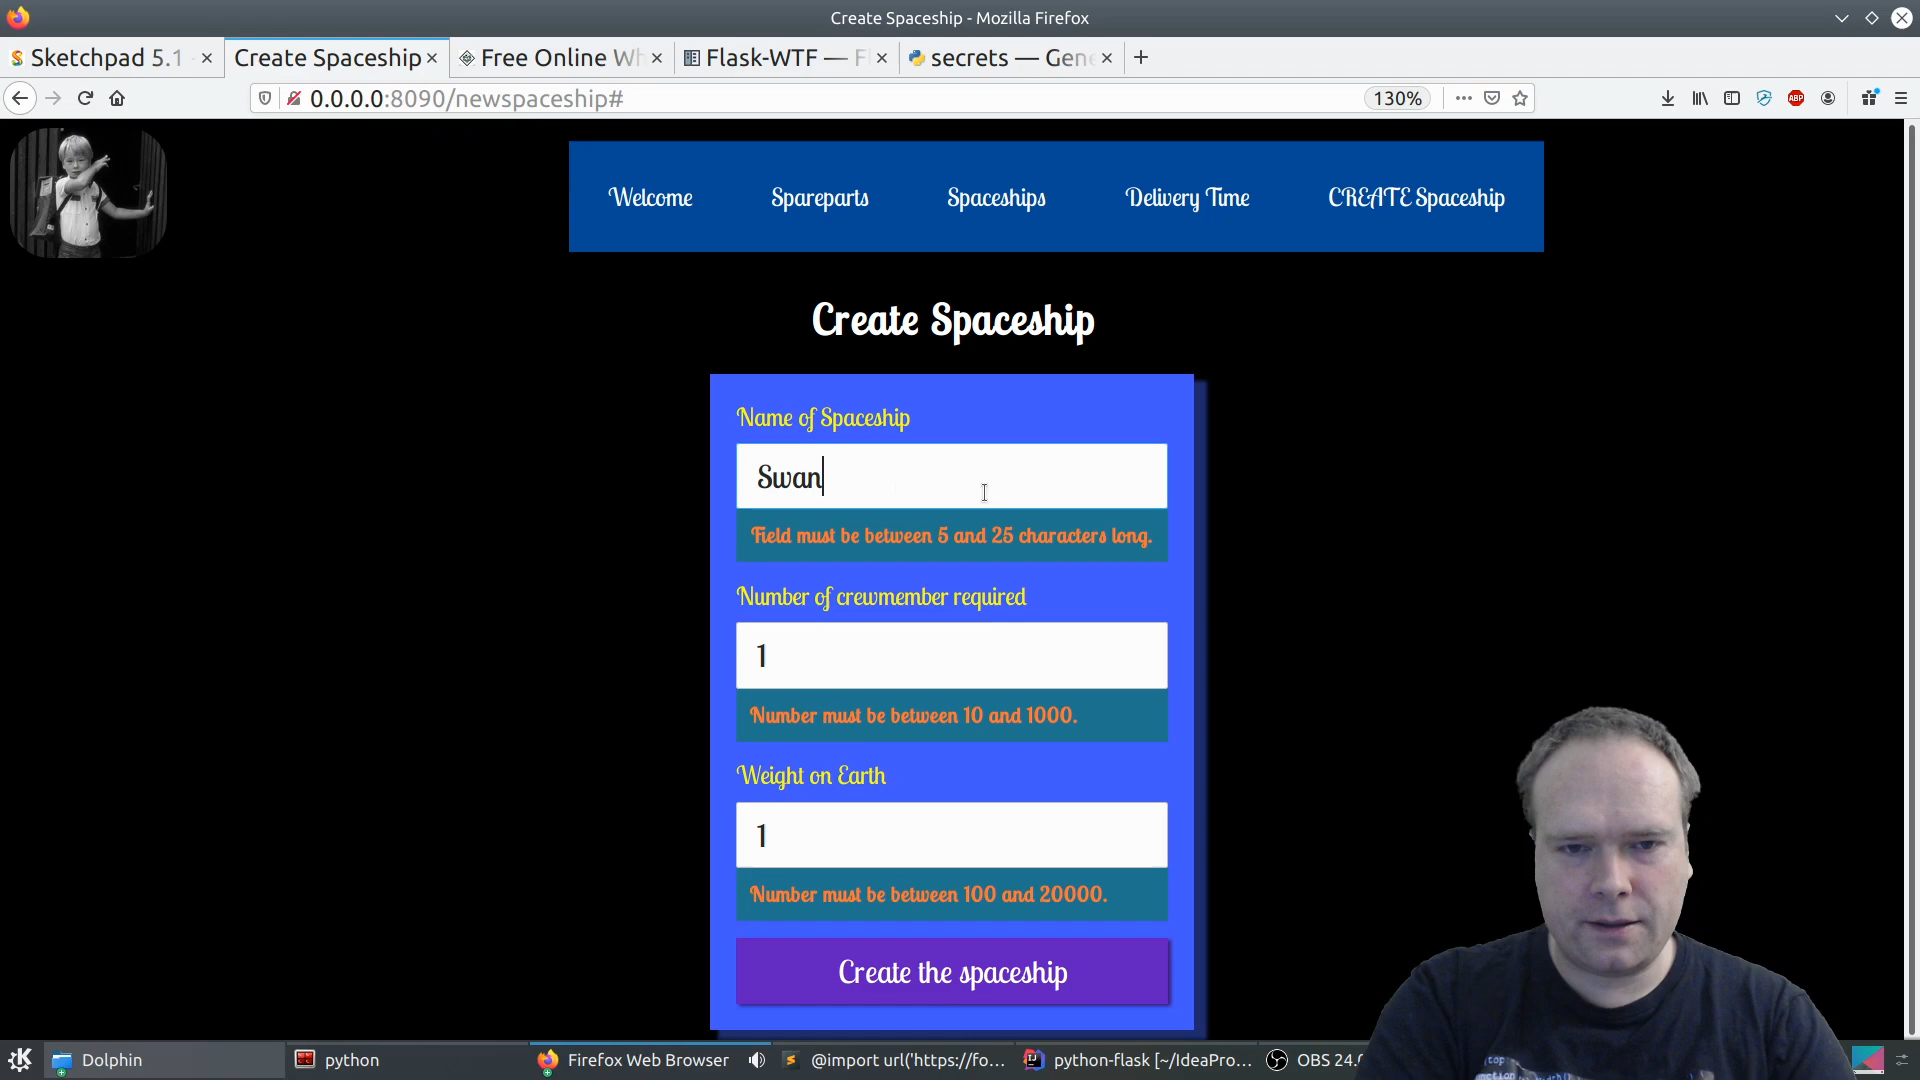 Create Spaceship - Mozilla Firefox
Sketchpad 5.1
Create Spaceship
Free Online Wh
Flask-WTF — F
secrets — Gene
0.0.0.0:8090/newspaceship#
130%
ABP
Welcome
Spareparts
Spaceships
Delivery Time
CREATE Spaceship
Create Spaceship
Name of Spaceship
Swan
Field must be between 5 and 25 characters long.
Number of crewmember required
1
Number must be between 10 and 1000.
Weight on Earth
1
Number must be between 100 and 20000.
Create the spaceship
Dolphin
python
Firefox Web Browser
@import url('https://fo...
python-flask [~/IdeaPro...
OBS 24.0